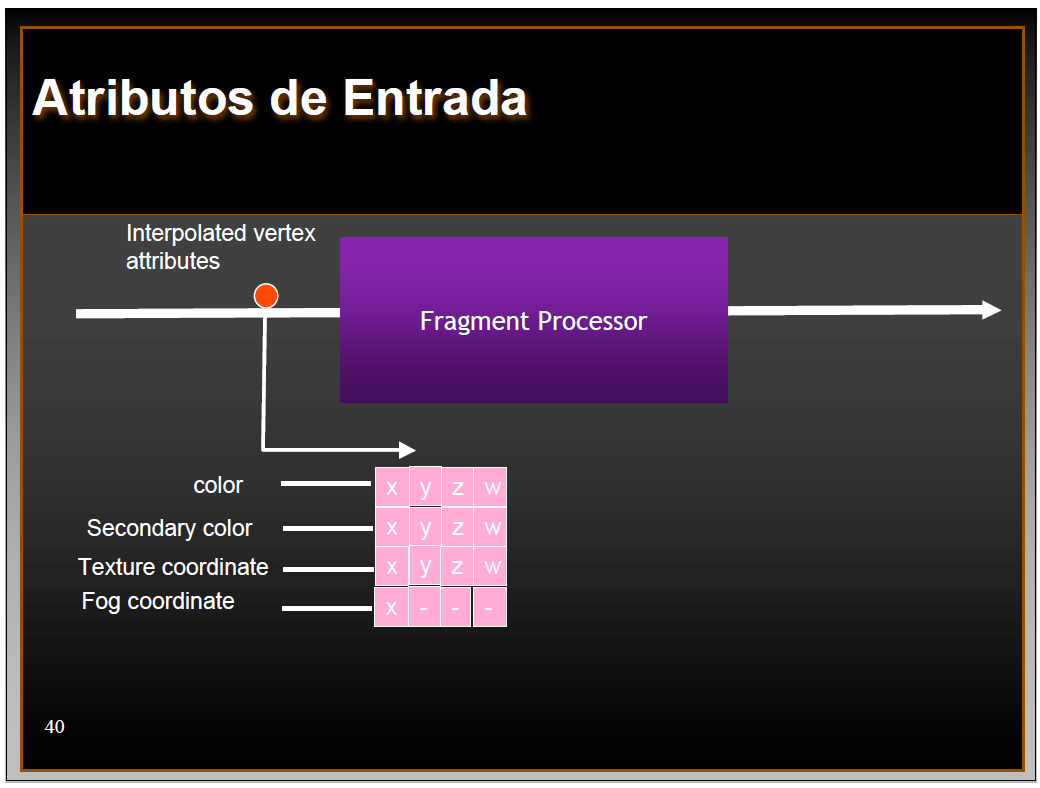 Atributos de Entrada
Interpolated vertex
attributes
Fragment Processor
color x y z w
Secondary color x y z w
Texture coordinate x y z w
Fog coordinate x - - -
40